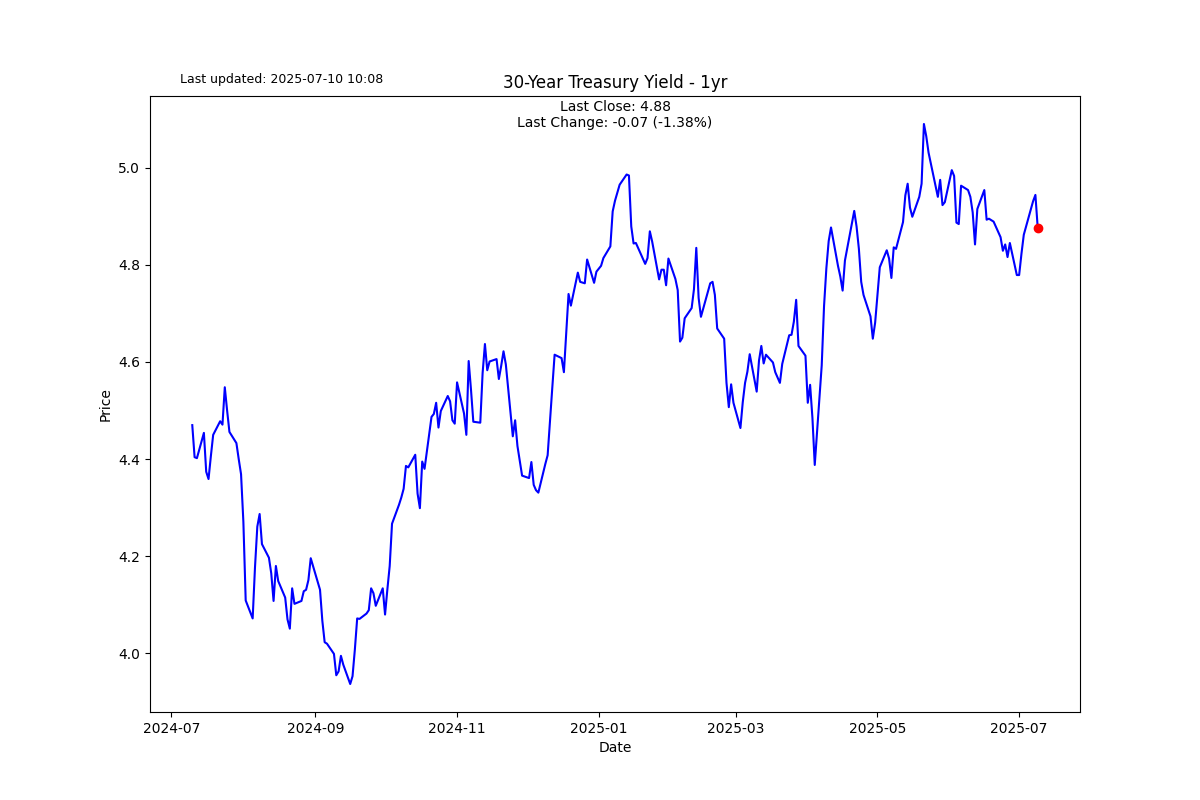 Last updated: 2025-07-10 10:08
30-Year Treasury Yield - 1yr
Last Close: 4.88
Last Change: -0.07 (-1.38%)
Price
5.0
4.8
4.6
4.4
4.2
4.0
2024-07
2024-09
2024-11
2025-01
2025-03
2025-05
2025-07
Date